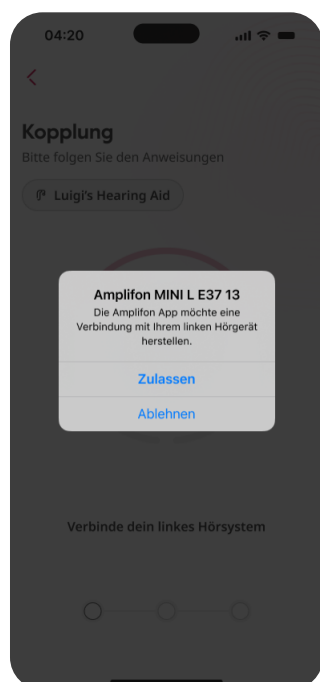 04:20
Kopplung
Bitte folgen Sie den Anweisungen
Luigi's Hearing Aid
Amplifon MINI L E37 13
Die Amplifon App möchte eine
Verbindung mit Ihrem linken Hörgerät
herstellen.
Zulassen
Ablehnen
Verbinde dein linkes Hörsystem